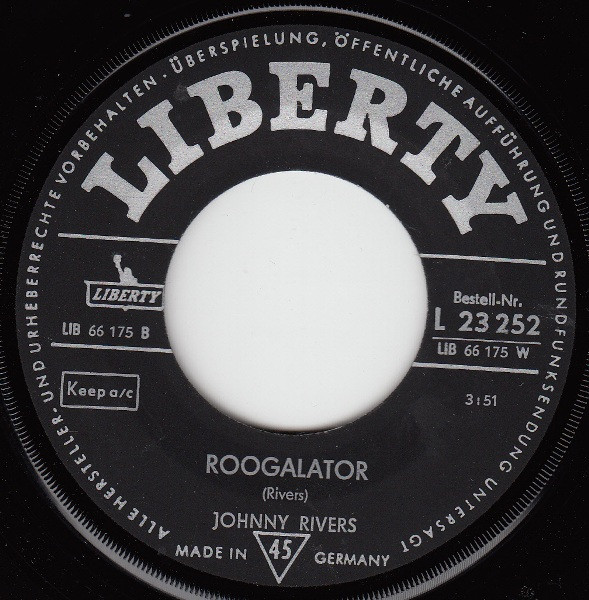 ALLE HERSTELLER - UND URHEBERRECHTE VORBEHALTEN · ÜBERSPIELUNG, ÖFFENTLICHE AUFFÜHRUNG UND RUNDFUNKSENDUNG UNTERSAGT
LIBERTY
LIBERTY
LIB 66 175 B
Bestell-Nr.
L 23 252
LIB 66 175 W
Keep a/c
3:51
ROOGALATOR
(Rivers)
JOHNNY RIVERS
MADE IN 45 GERMANY